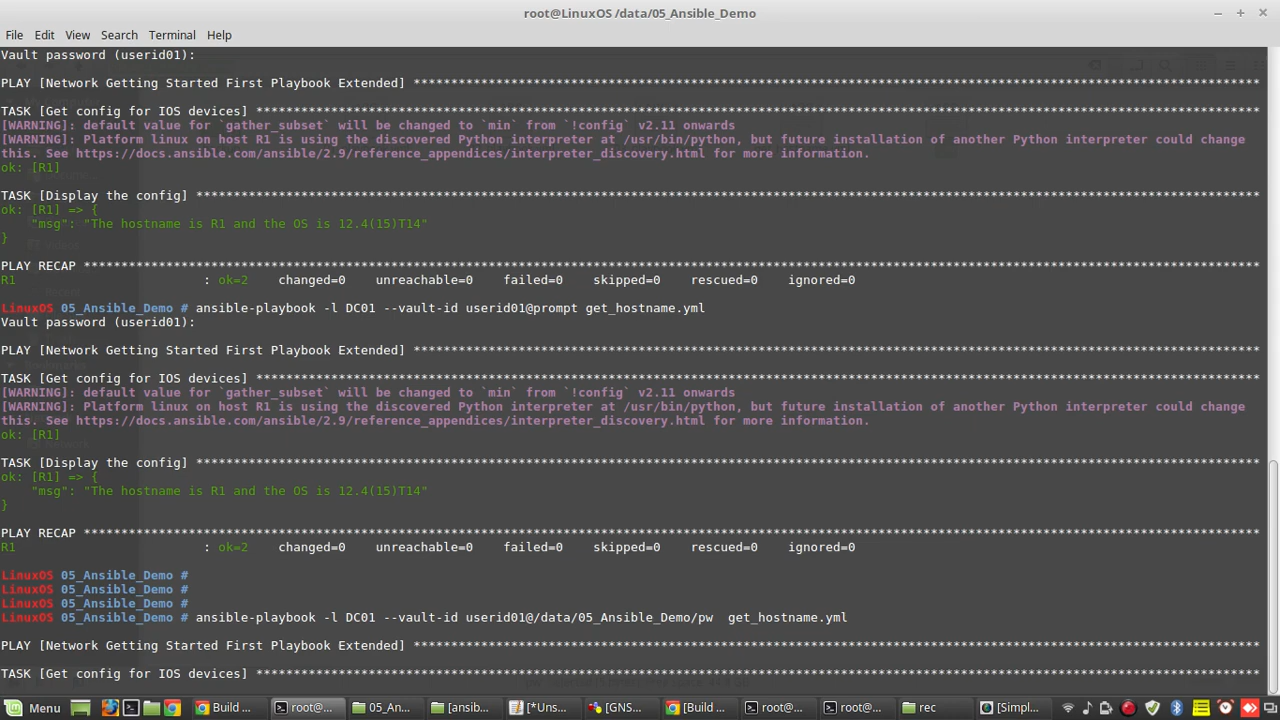 root@LinuxOS /data/05_Ansible_Demo
File Edit View Search Terminal Help
Vault password (userid01):
PLAY [Network Getting Started First Playbook Extended] *****************************************************************************************************************
TASK [Get config for IOS devices] **************************************************************************************************************************************
[WARNING]: default value for `gather_subset` will be changed to `min` from `!config` v2.11 onwards
[WARNING]: Platform linux on host R1 is using the discovered Python interpreter at /usr/bin/python, but future installation of another Python interpreter could change
this. See https://docs.ansible.com/ansible/2.9/reference_appendices/interpreter_discovery.html for more information.
ok: [R1]
TASK [Display the config] **********************************************************************************************************************************************
ok: [R1] => {
"msg": "The hostname is R1 and the OS is 12.4(15)T14"
}
PLAY RECAP *************************************************************************************************************************************************************
R1 : ok=2 changed=0 unreachable=0 failed=0 skipped=0 rescued=0 ignored=0
LinuxOS 05_Ansible_Demo # ansible-playbook -l DC01 --vault-id userid01@prompt get_hostname.yml
Vault password (userid01):
PLAY [Network Getting Started First Playbook Extended] *****************************************************************************************************************
TASK [Get config for IOS devices] **************************************************************************************************************************************
[WARNING]: default value for `gather_subset` will be changed to `min` from `!config` v2.11 onwards
[WARNING]: Platform linux on host R1 is using the discovered Python interpreter at /usr/bin/python, but future installation of another Python interpreter could change
this. See https://docs.ansible.com/ansible/2.9/reference_appendices/interpreter_discovery.html for more information.
ok: [R1]
TASK [Display the config] **********************************************************************************************************************************************
ok: [R1] => {
"msg": "The hostname is R1 and the OS is 12.4(15)T14"
}
PLAY RECAP *************************************************************************************************************************************************************
R1 : ok=2 changed=0 unreachable=0 failed=0 skipped=0 rescued=0 ignored=0
LinuxOS 05_Ansible_Demo #
LinuxOS 05_Ansible_Demo #
LinuxOS 05_Ansible_Demo #
LinuxOS 05_Ansible_Demo # ansible-playbook -l DC01 --vault-id userid01@/data/05_Ansible_Demo/pw get_hostname.yml
PLAY [Network Getting Started First Playbook Extended] *****************************************************************************************************************
TASK [Get config for IOS devices] **************************************************************************************************************************************
Menu Build ... root@... 05_An... [ansib... [*Uns... [GNS... [Build ... root@... root@... rec [Simpl...